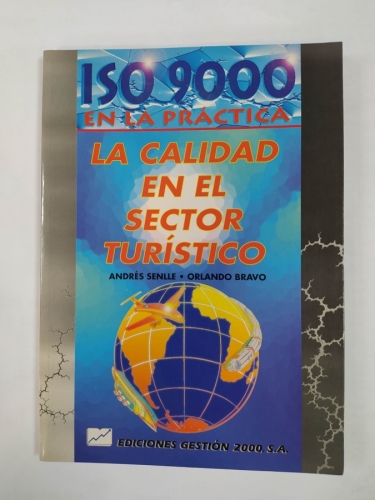 ISO 9000
EN LA PRÁCTICA
LA CALIDAD
EN EL
SECTOR
TURÍSTICO
ANDRÉS SENLLE • ORLANDO BRAVO
EDICIONES GESTIÓN 2000, S.A.